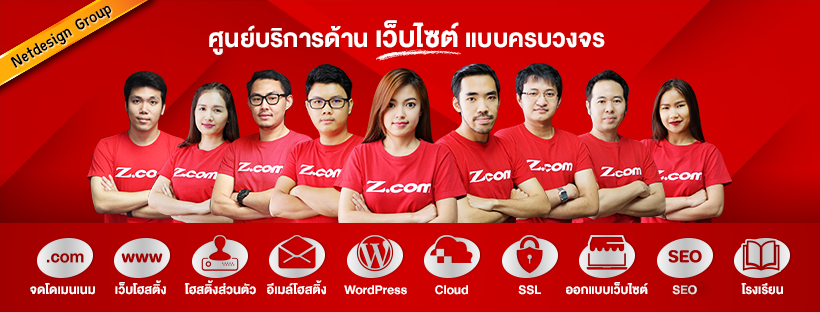 Netdesign Group
ศูนย์บริการด้าน เว็บไซต์ แบบครบวงจร
Z.com Z.com Z.com Z.com Z.com Z.com Z.com Z.com Z.com
.com www SEO
จดโดเมนเนม เว็บโฮสติ้ง โฮสติ้งส่วนตัว อีเมล์โฮสติ้ง WordPress Cloud SSL ออกแบบเว็บไซต์ SEO โรงเรียน